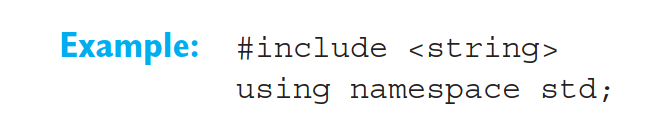 Example: #include <string>
using namespace std;